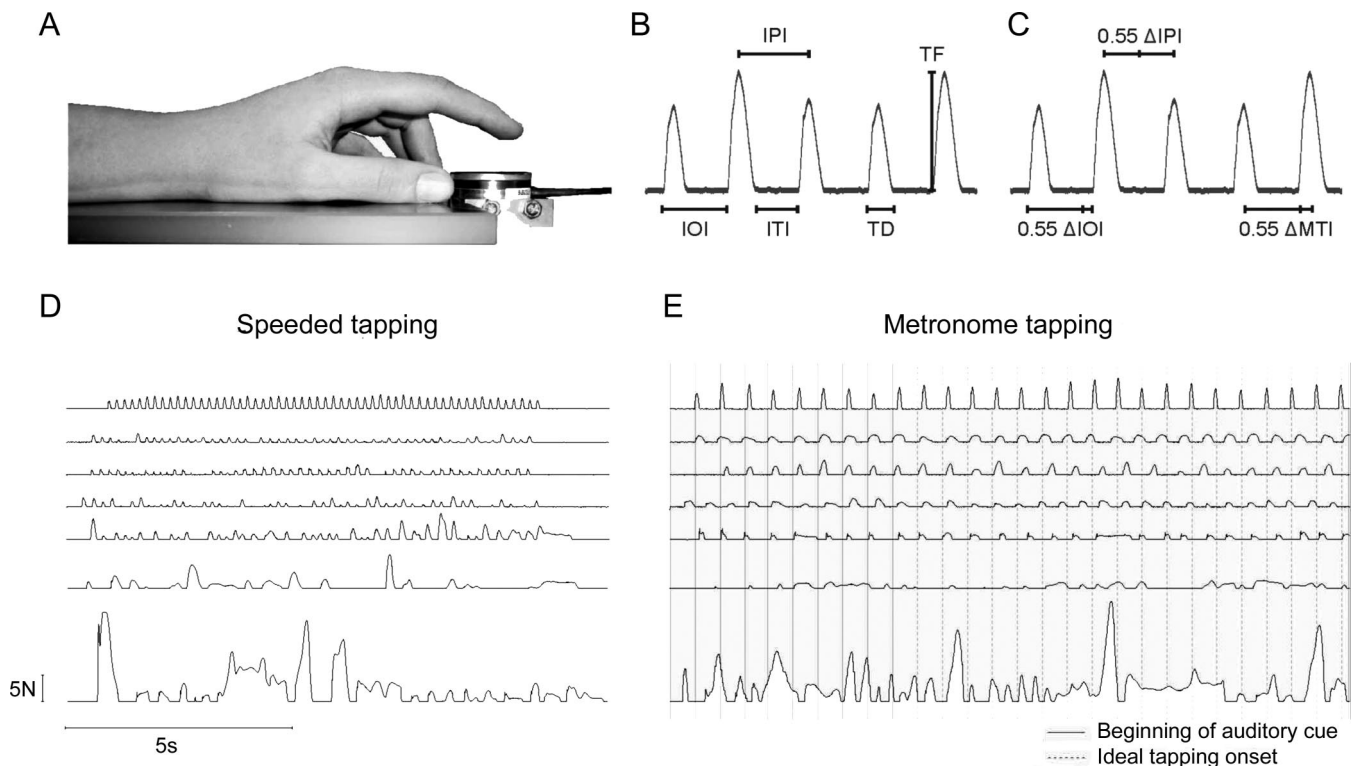 A
B
IPI
TF
IOI
ITI
TD
C
0.55 ΔIPI
0.55 ΔIOI
0.55 ΔMTI
D
Speeded tapping
5N
5s
E
Metronome tapping
Beginning of auditory cue
Ideal tapping onset